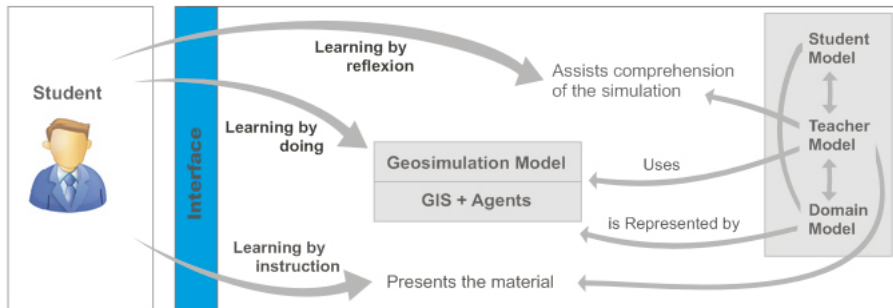 Student
Interface
Learning by
reflexion
Learning by
doing
Learning by
instruction
Assists comprehension
of the simulation
Geosimulation Model
GIS + Agents
Uses
is Represented by
Presents the material
Student
Model
Teacher
Model
Domain
Model